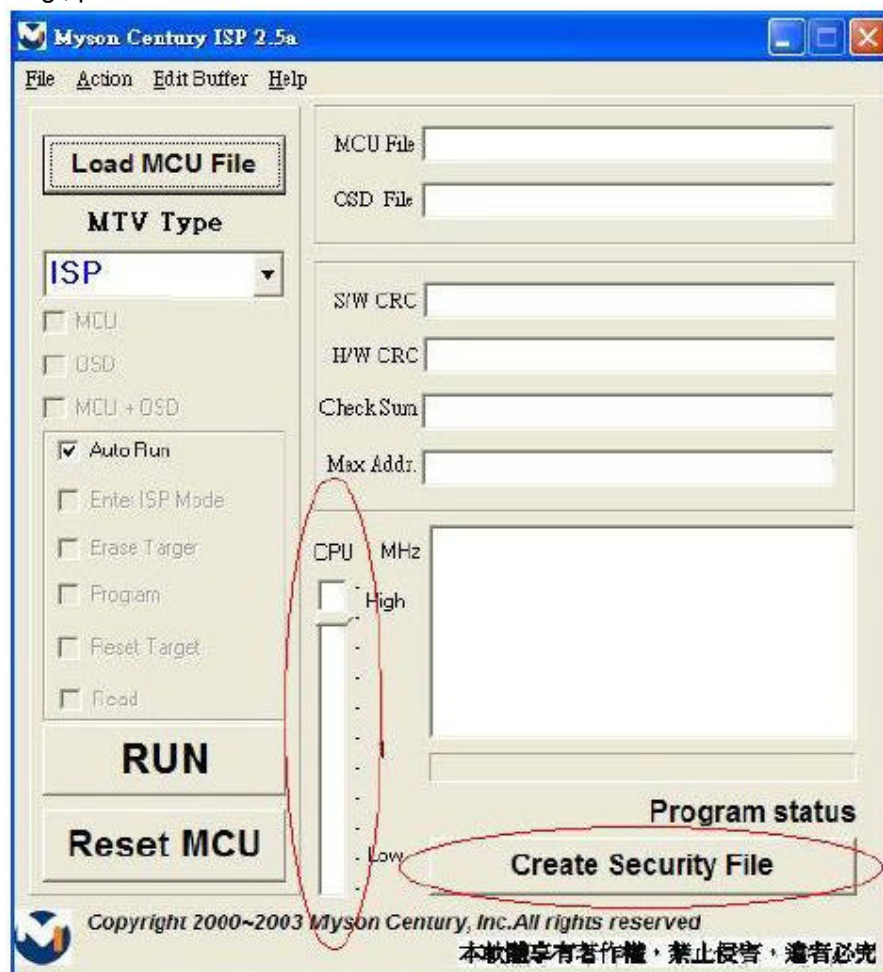 Myson Century ISP 2.5a
File Action Edit Buffer Help
Load MCU File
MTV Type
ISP
MCU
OSD
MCU + OSD
Auto Run
Enter ISP Mode
Erase Targer
Program
Reset Target
Read
RUN
Reset MCU
MCU File
OSD File
S/W CRC
H/W CRC
Check Sum
Max Addr.
CPU MHz
High
1
Low
Program status
Create Security File
Copyright 2000~2003 Myson Century, Inc.All rights reserved
本軟體享有著作權，禁止侵害，違者必究